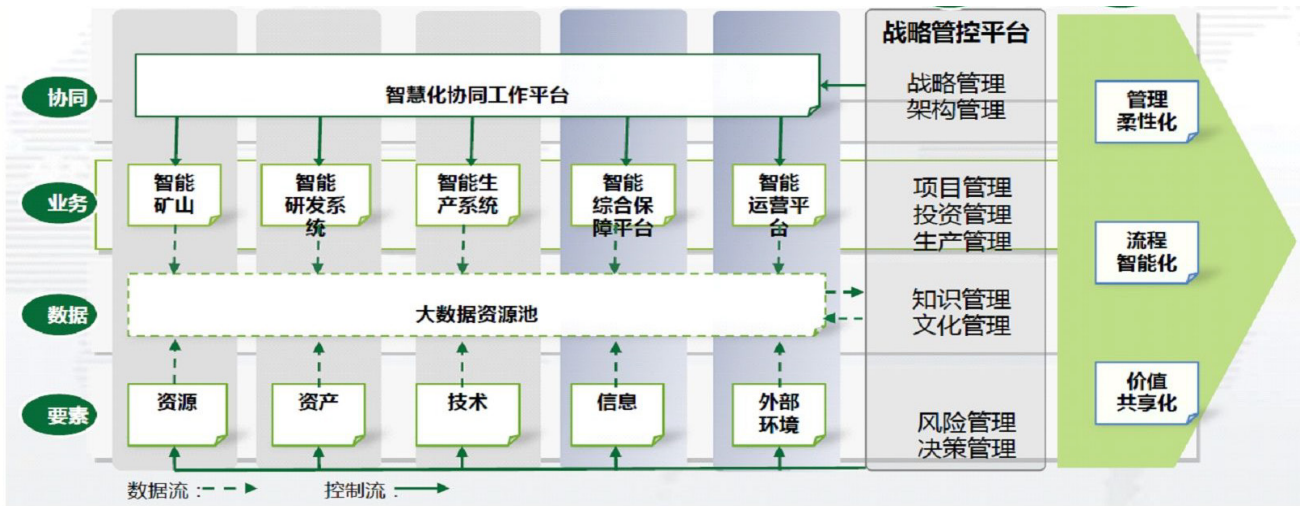 战略管控平台
协同
智慧化协同工作平台
战略管理
架构管理
管理
柔性化
业务
智能
矿山
智能
研发系
统
智能生
产系统
智能
综合保
障平台
智能
运营平
台
项目管理
投资管理
生产管理
流程
智能化
数据
大数据资源池
知识管理
文化管理
价值
共享化
要素
资源
资产
技术
信息
外部
环境
风险管理
决策管理
数据流：
控制流：